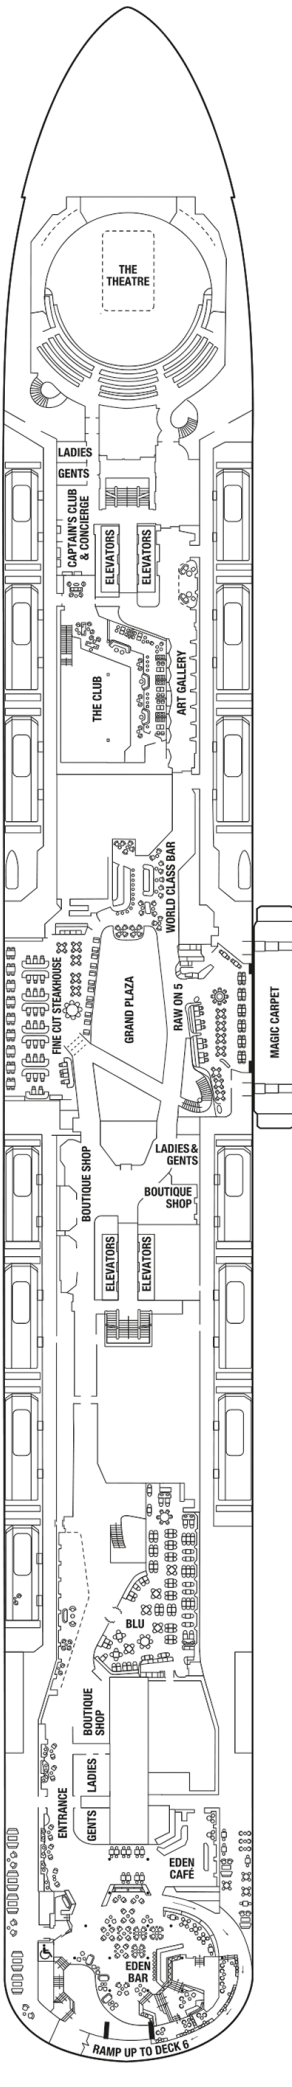 THE
THEATRE
LADIES
GENTS
CAPTAIN'S CLUB
& CONCIERGE
ELEVATORS
ELEVATORS
THE CLUB
ART GALLERY
WORLD CLASS BAR
FINE CUT STEAKHOUSE
GRAND PLAZA
RAW ON 5
MAGIC CARPET
BOUTIQUE SHOP
LADIES &
GENTS
BOUTIQUE
SHOP
ELEVATORS
ELEVATORS
BLU
BOUTIQUE
SHOP
LADIES
ENTRANCE
GENTS
EDEN
CAFÉ
EDEN
BAR
RAMP UP TO DECK 6